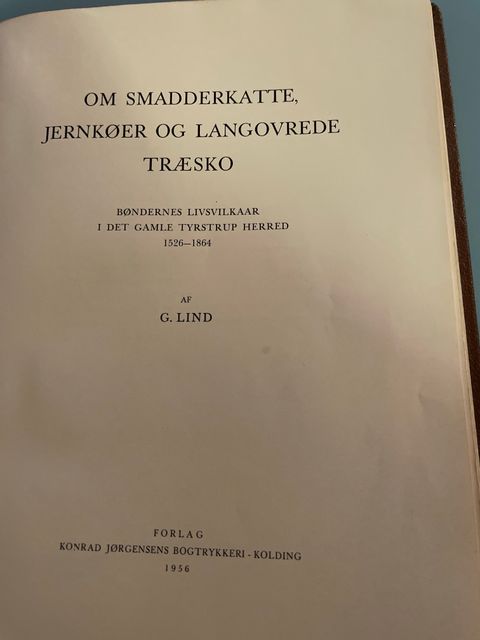 OM SMADDERKATTE,
JERNKØER OG LANGOVREDE
TRÆSKO
BØNDERNES LIVSVILKAAR
I DET GAMLE TYRSTRUP HERRED
1526—1864
AF
G. LIND
FORLAG
KONRAD JØRGENSENS BOGTRYKKERI - KOLDING
1956